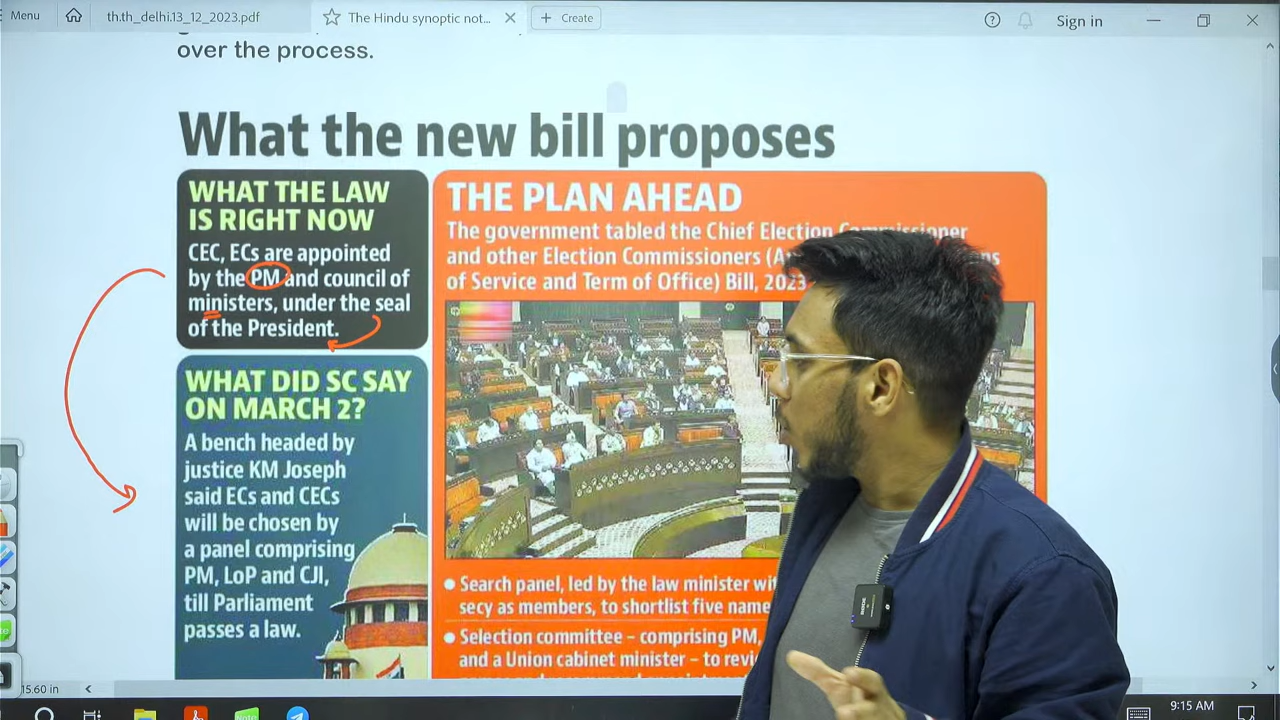 Menu
th.th_delhi.13_12_2023.pdf
The Hindu synoptic not...
Create
Sign in
over the process.
What the new bill proposes
WHAT THE LAW
IS RIGHT NOW
CEC, ECs are appointed
by the PM and council of
ministers, under the seal
of the President.
WHAT DID SC SAY
ON MARCH 2?
A bench headed by
justice KM Joseph
said ECs and CECs
will be chosen by
a panel comprising
PM, LoP and CJI,
till Parliament
passes a law.
THE PLAN AHEAD
The government tabled the Chief Election Commissioner
and other Election Commissioners
of Service and Term of Office) Bill, 2023
Search panel, led by the law minister
secy as members, to shortlist five
Selection committee – comprising PM,
and a Union cabinet minister – to
15.60 in
9:15 AM